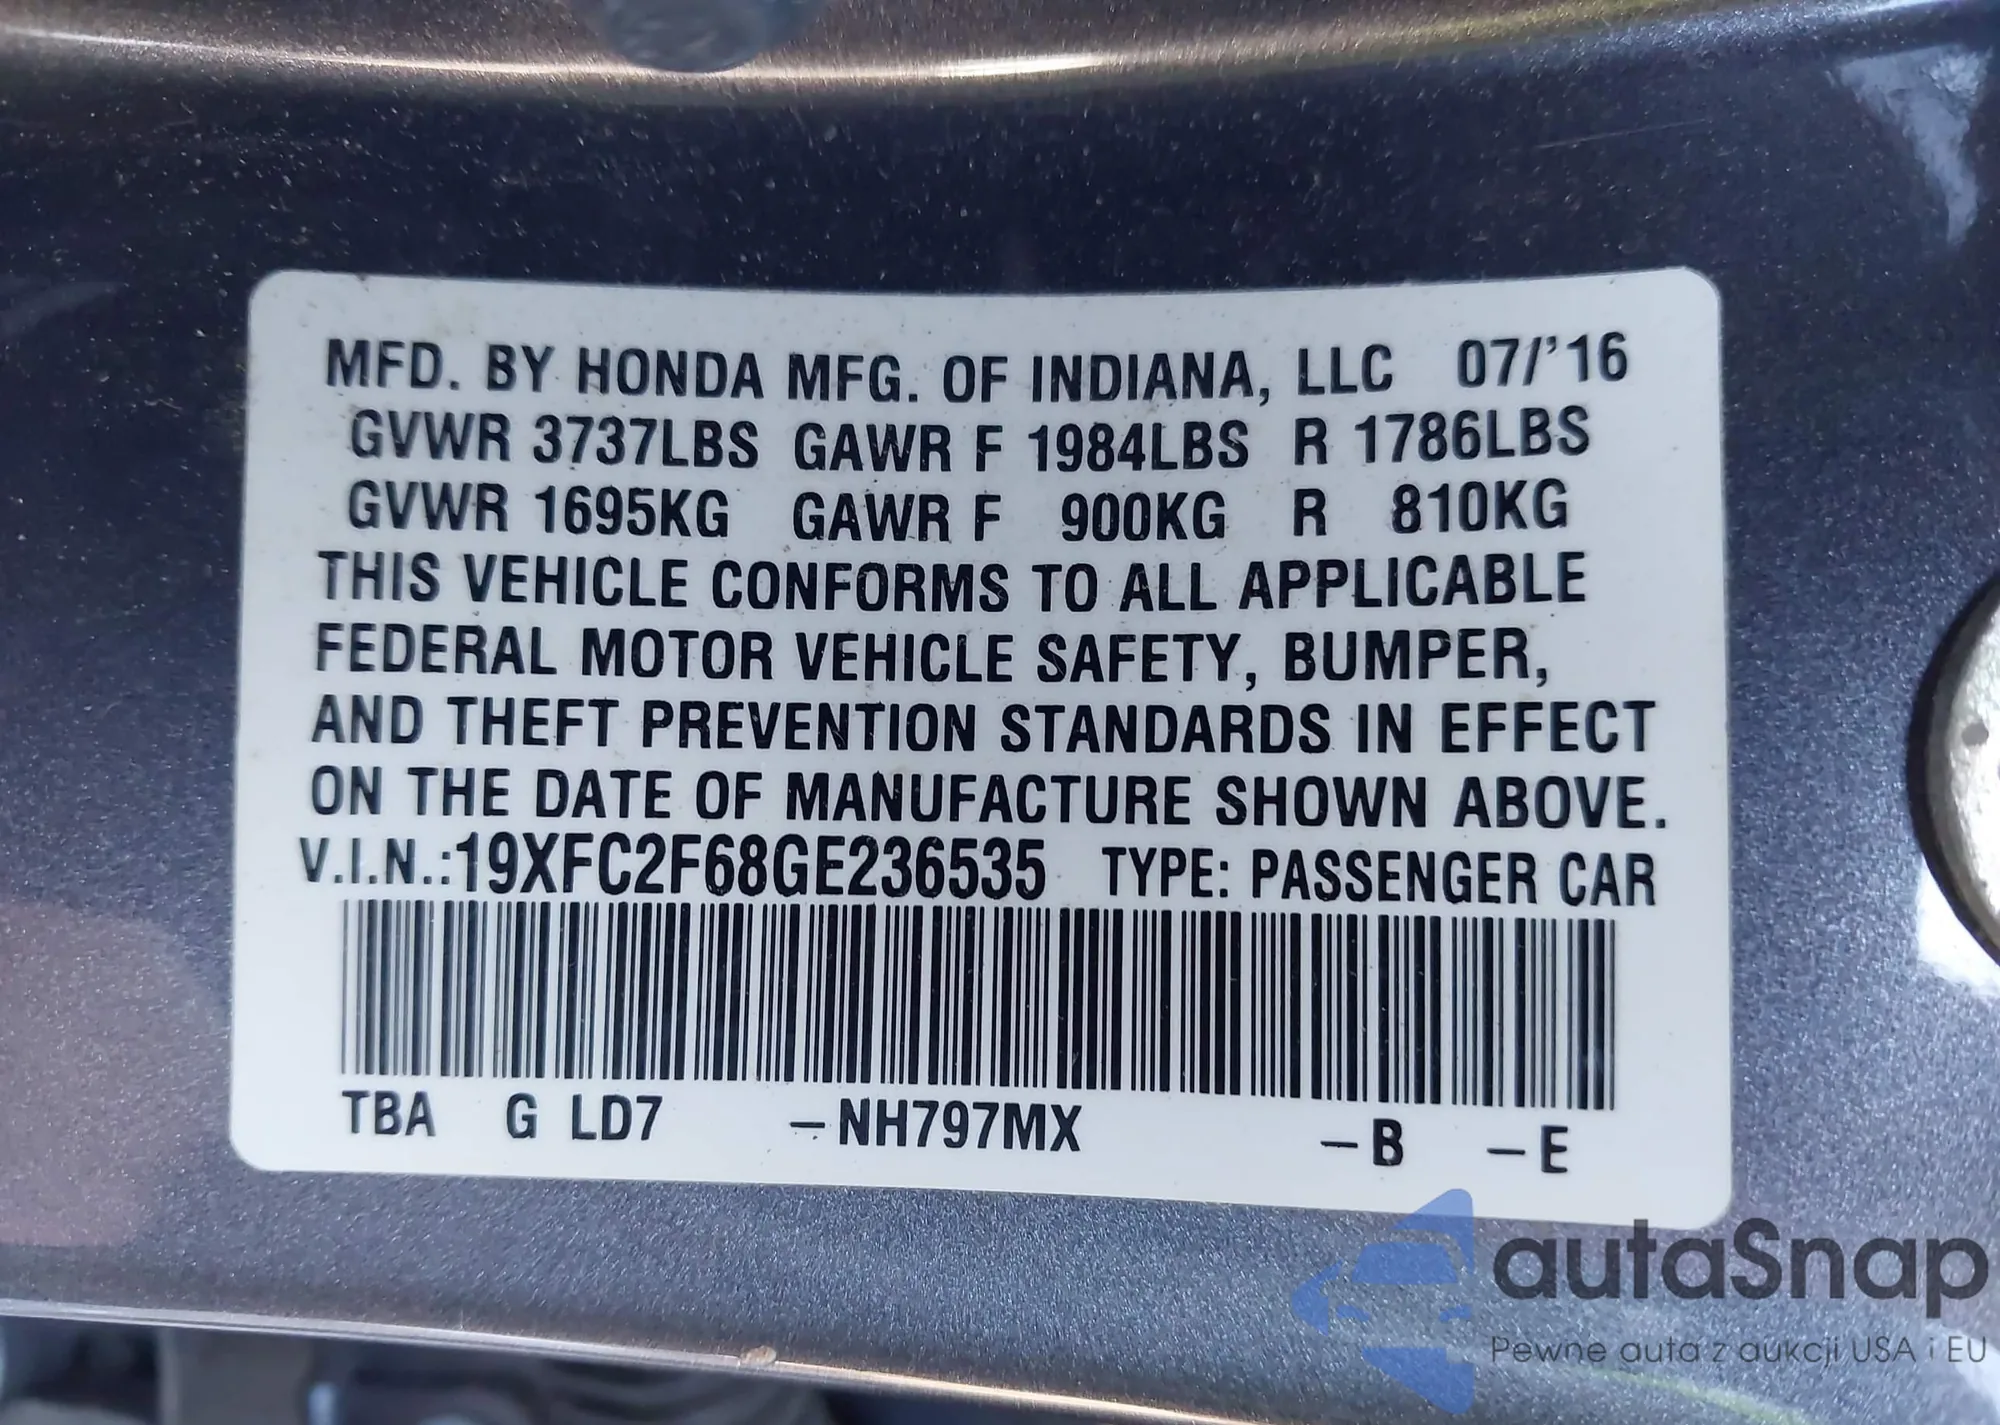 MFD. BY HONDA MFG. OF INDIANA, LLC 07/'16
GVWR 3737LBS GAWR F 1984LBS R 1786LBS
GVWR 1695KG GAWR F 900KG R 810KG
THIS VEHICLE CONFORMS TO ALL APPLICABLE
FEDERAL MOTOR VEHICLE SAFETY, BUMPER,
AND THEFT PREVENTION STANDARDS IN EFFECT
ON THE DATE OF MANUFACTURE SHOWN ABOVE.
V.I.N.:19XFC2F68GE236535 TYPE: PASSENGER CAR
TBA G LD7 –NH797MX –B –E
autaSnap
Pewne auta z aukcji USA i EU